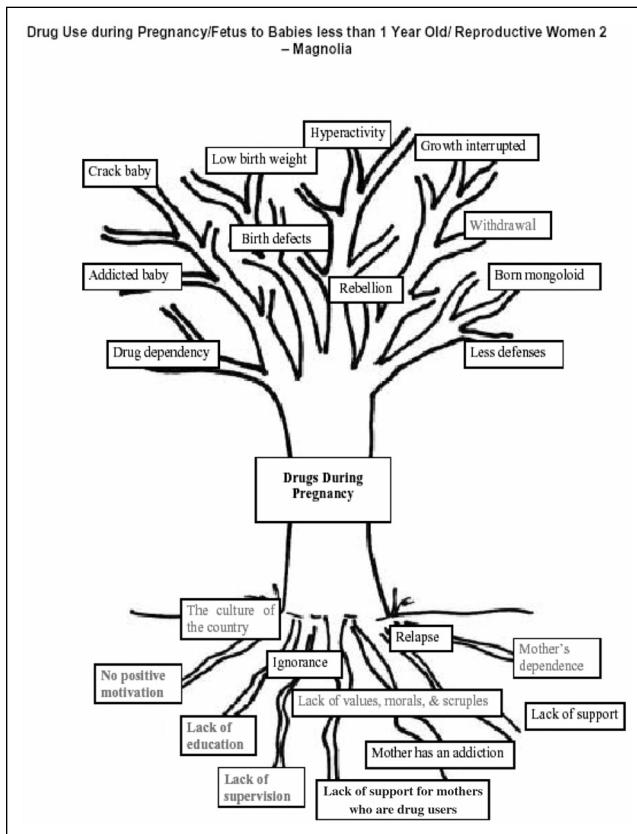 Drug Use during Pregnancy/Fetus to Babies less than 1 Year Old/ Reproductive Women 2
– Magnolia
Hyperactivity
Growth interrupted
Low birth weight
Crack baby
Withdrawal
Birth defects
Addicted baby
Rebellion
Born mongoloid
Drug dependency
Less defenses
Drugs During
Pregnancy
The culture of
the country
Relapse
Mother's
dependence
Ignorance
No positive
motivation
Lack of values, morals, & scruples
Lack of support
Lack of
education
Mother has an addiction
Lack of
supervision
Lack of support for mothers
who are drug users